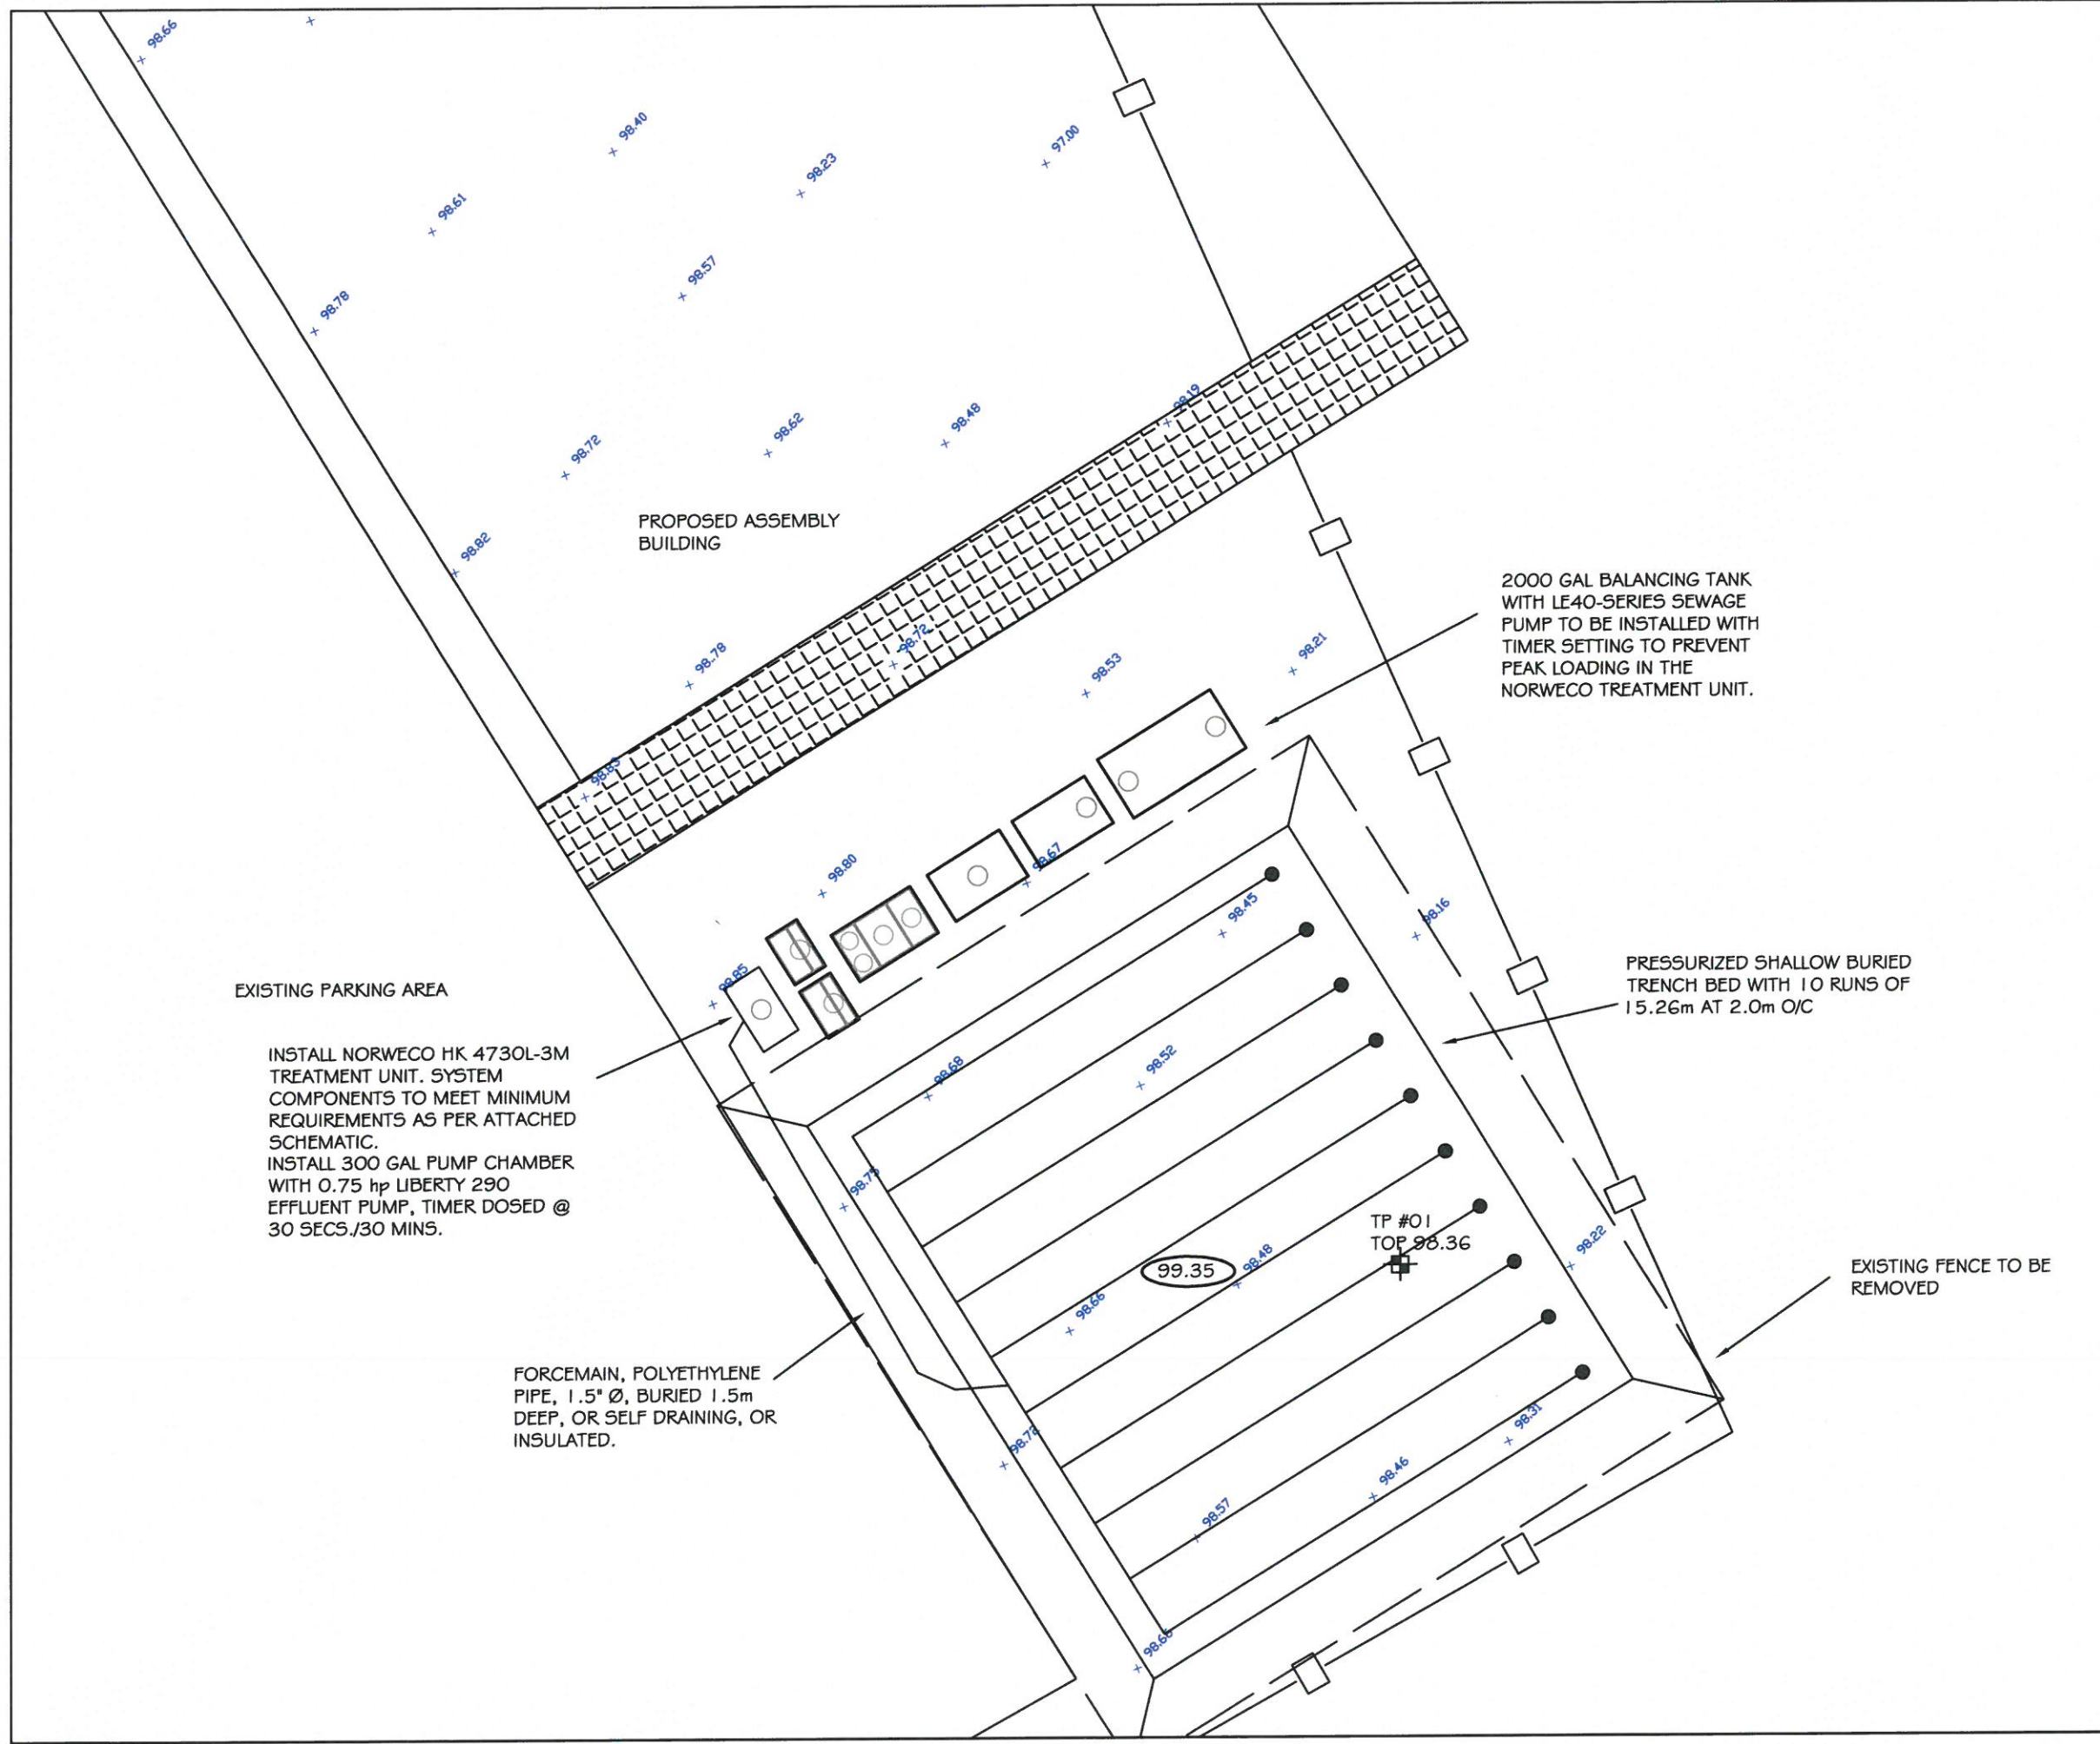 98.66
98.40
98.23
97.00
98.61
98.57
98.78
98.19
98.48
98.62
98.72
PROPOSED ASSEMBLY
BUILDING
98.82
2000 GAL BALANCING TANK
WITH LE40-SERIES SEWAGE
PUMP TO BE INSTALLED WITH
TIMER SETTING TO PREVENT
PEAK LOADING IN THE
NORWECO TREATMENT UNIT.
98.72
98.78
98.53
98.21
98.83
98.80
98.67
98.45
98.16
98.85
EXISTING PARKING AREA
PRESSURIZED SHALLOW BURIED
TRENCH BED WITH 10 RUNS OF
15.26m AT 2.0m O/C
INSTALL NORWECO HK 4730L-3M
TREATMENT UNIT. SYSTEM
COMPONENTS TO MEET MINIMUM
REQUIREMENTS AS PER ATTACHED
SCHEMATIC.
INSTALL 300 GAL PUMP CHAMBER
WITH 0.75 hp LIBERTY 290
EFFLUENT PUMP, TIMER DOSED @
30 SECS./30 MINS.
98.68
98.52
TP #01
TOP 98.36
98.22
99.35
98.48
98.66
EXISTING FENCE TO BE
REMOVED
FORCEMAIN, POLYETHYLENE
PIPE, 1.5" Ø, BURIED 1.5m
DEEP, OR SELF DRAINING, OR
INSULATED.
98.31
98.46
98.57